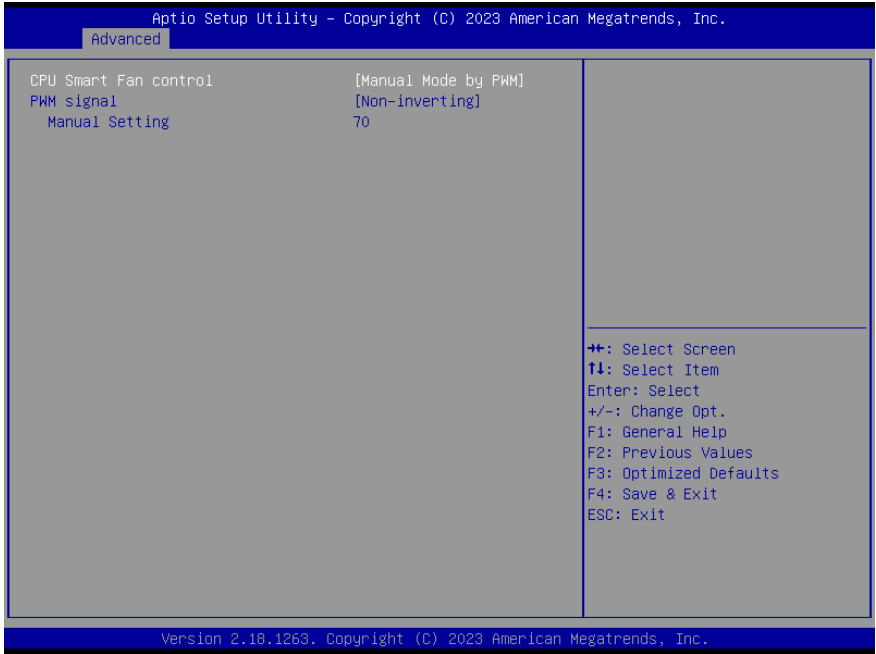 Aptio Setup Utility – Copyright (C) 2023 American Megatrends, Inc.
Advanced
CPU Smart Fan control [Manual Mode by PWM]
PWM signal [Non-inverting]
Manual Setting 70
→←: Select Screen
↑↓: Select Item
Enter: Select
+/-: Change Opt.
F1: General Help
F2: Previous Values
F3: Optimized Defaults
F4: Save & Exit
ESC: Exit
Version 2.18.1263. Copyright (C) 2023 American Megatrends, Inc.